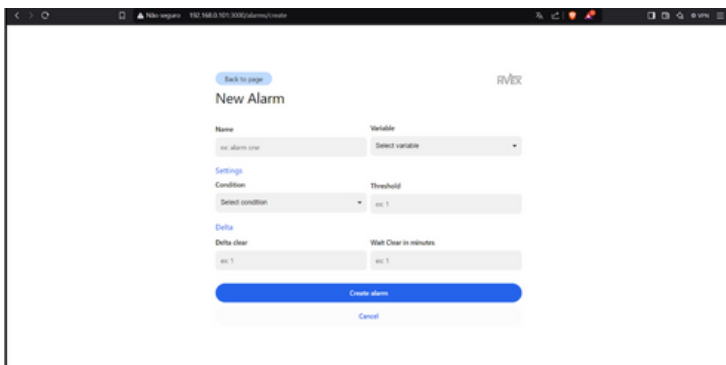 Não seguro 192.168.0.101:3000/alarms/create
VPN
Back to page
New Alarm
Name
Variable
ex: alarm one
Select variable
Settings
Condition
Threshold
Select condition
ex: 1
Delta
Delta clear
Wait Clear in minutes
ex: 1
ex: 1
Create alarm
Cancel